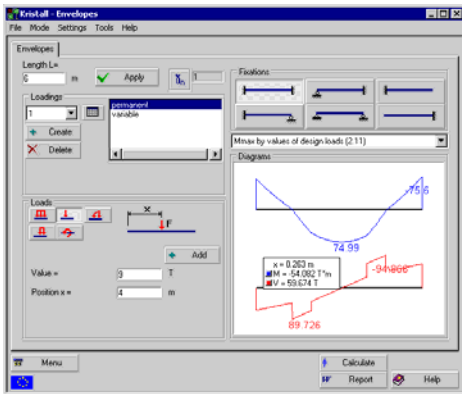 Kristall - Envelopes
File Mode Settings Tools Help
Envelopes
Length L=
6 m Apply 1
Loadings
1
Create
Delete
permanent
variable
Fixations
Mmax by values of design loads (2.11)
Diagrams
-75.6
74.99
x = 0.263 m
M = -54.082 T*m
V = 59.674 T
-94.866
89.726
Loads
x
F
Add
Value = 9 T
Position x = 4 m
Menu
Calculate
Report
Help